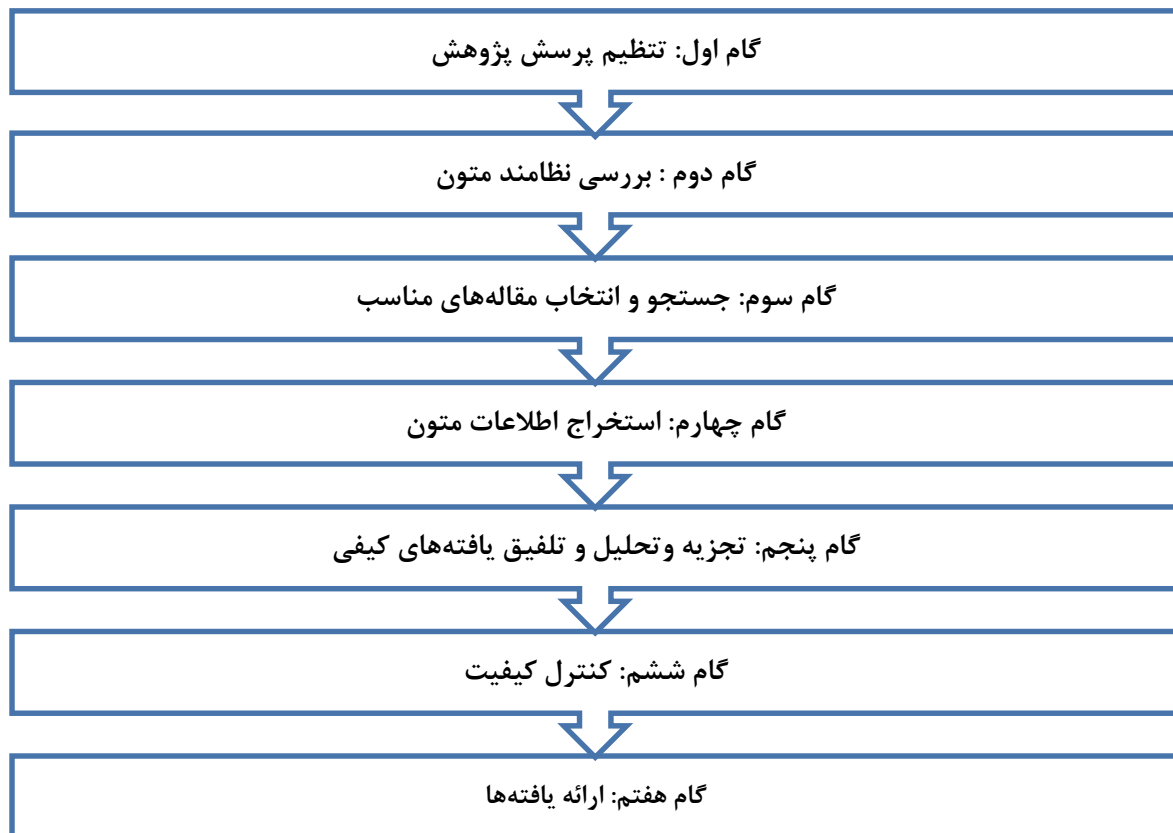 گام اول: تتظیم پرسش پژوهش
گام دوم : بررسی نظامند متون
گام سوم: جستجو و انتخاب مقاله‌های مناسب
گام چهارم: استخراج اطلاعات متون
گام پنجم: تجزیه وتحلیل و تلفیق یافته‌های کیفی
گام ششم: کنترل کیفیت
گام هفتم: ارائه یافته‌ها